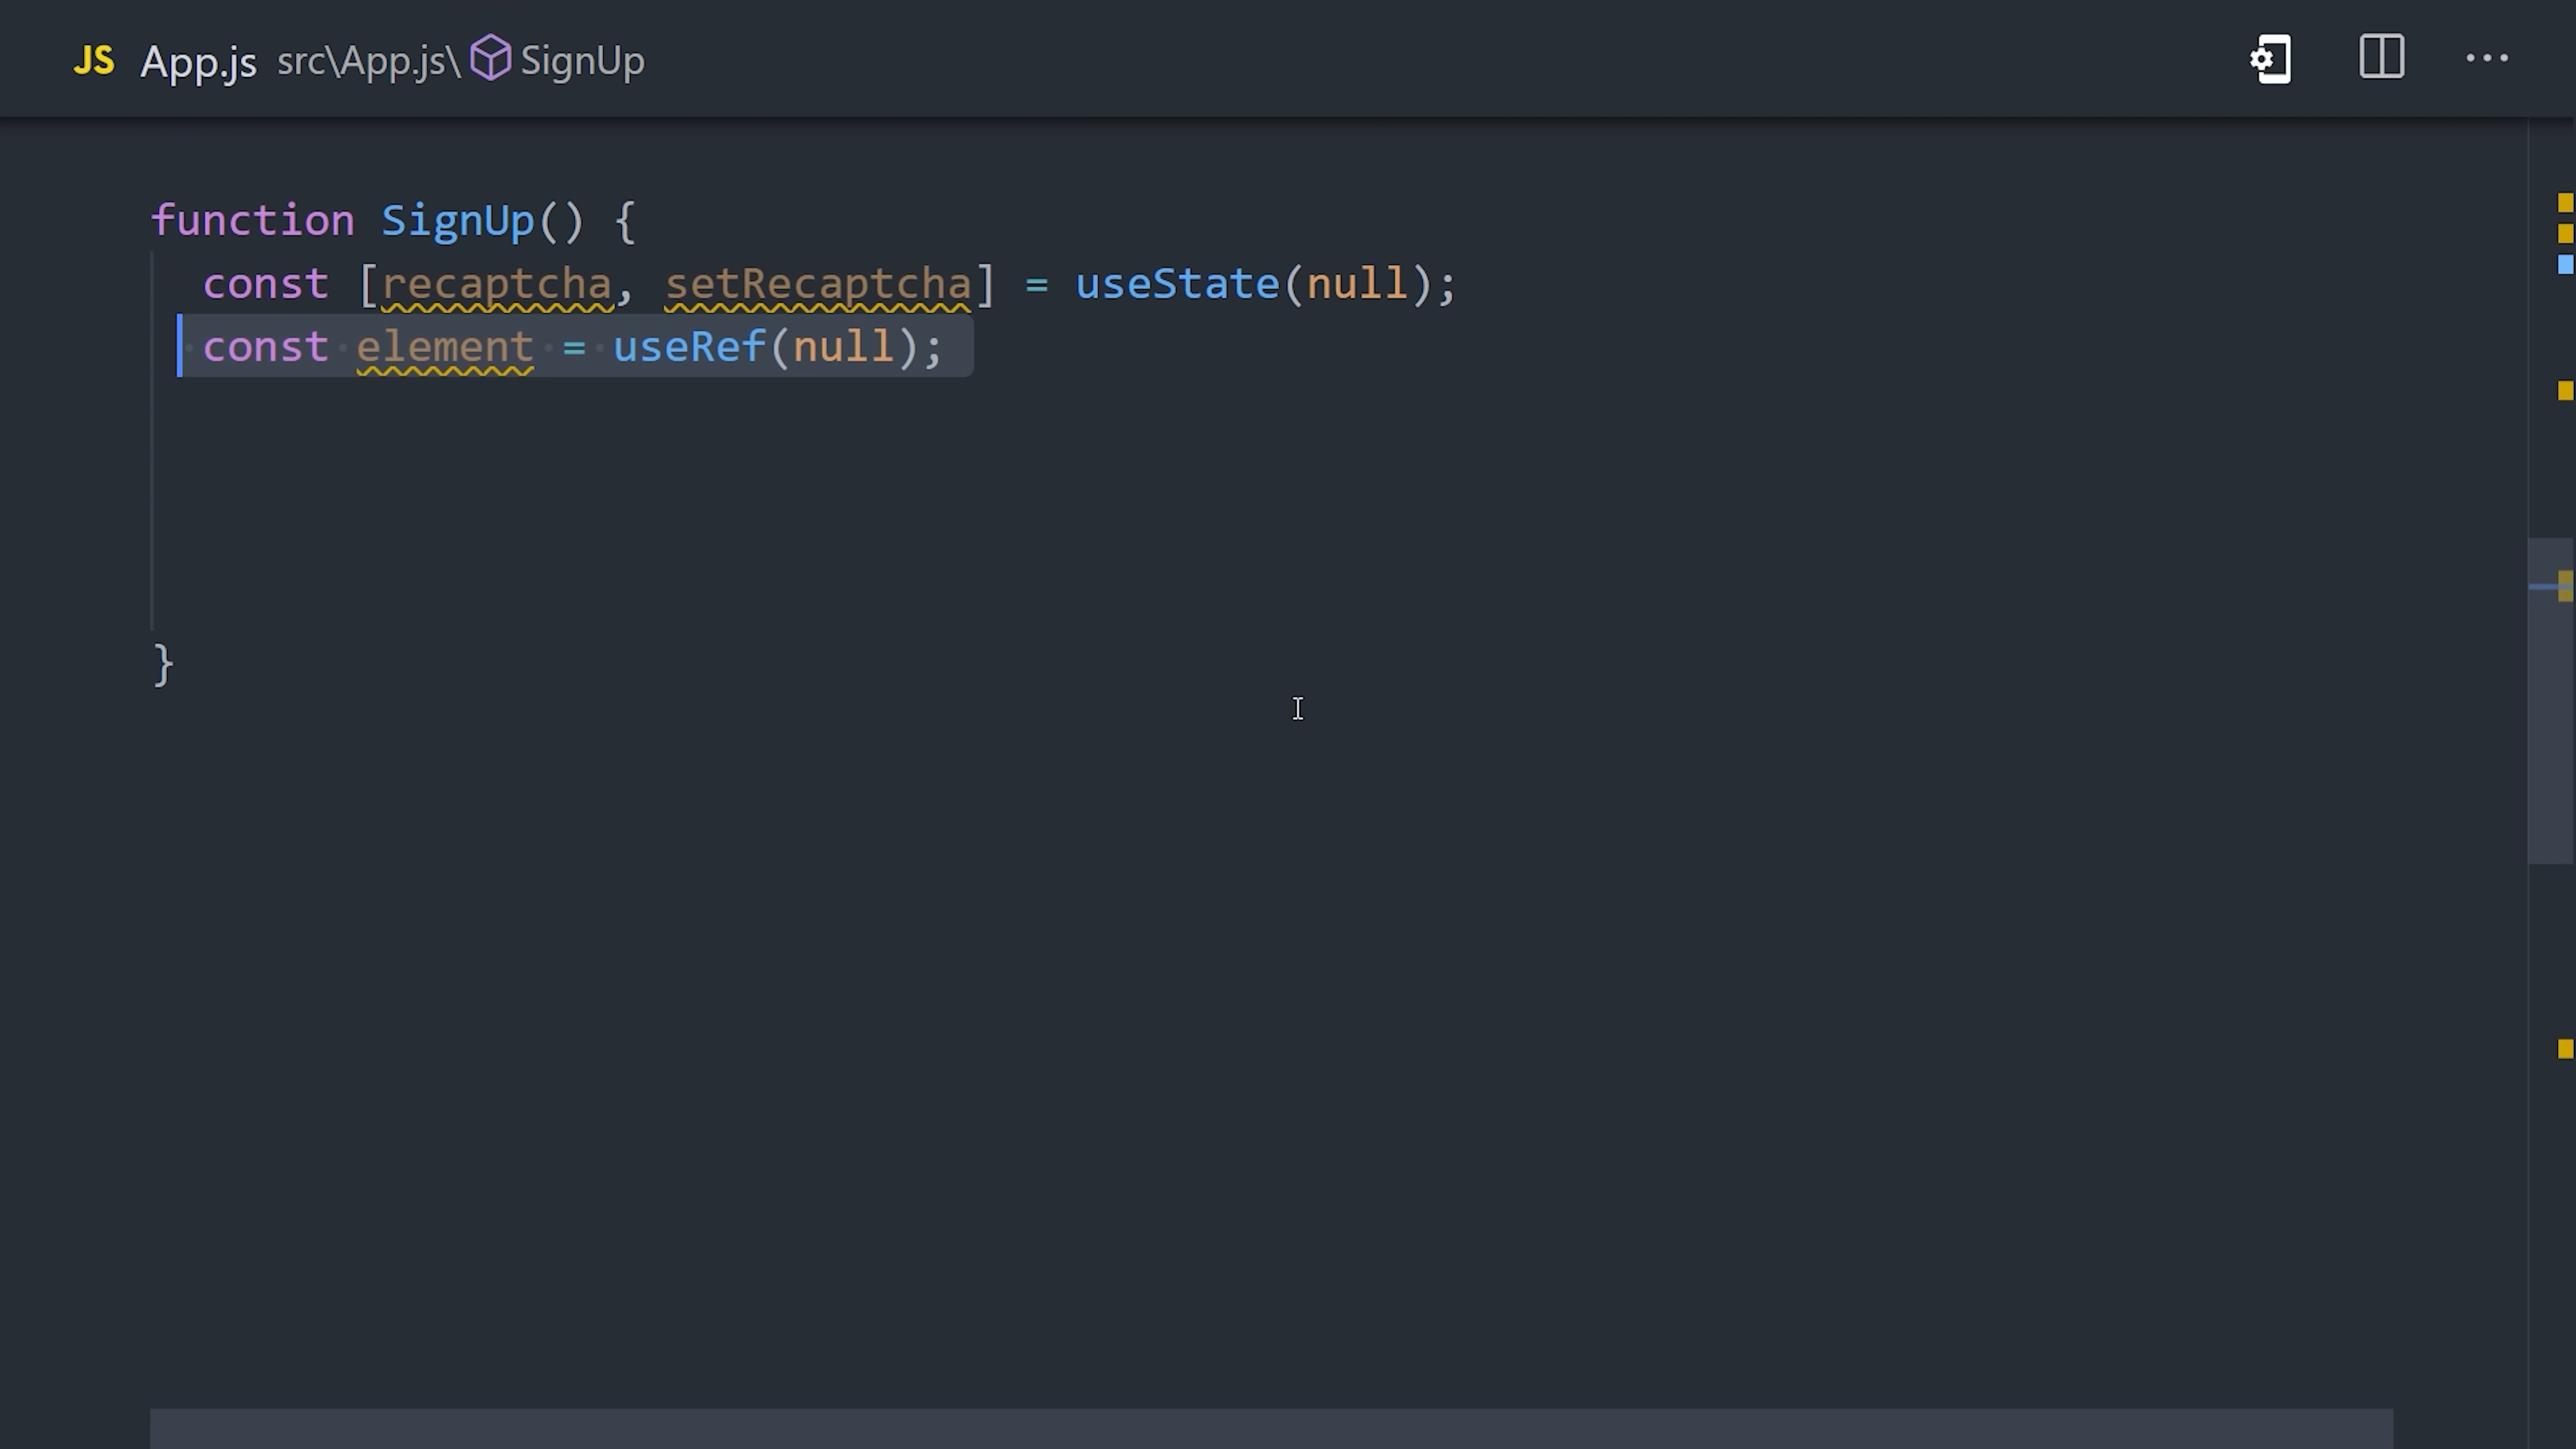 JS App.js src\App.js\ SignUp
function SignUp() {
const [recaptcha, setRecaptcha] = useState(null);
const element = useRef(null);
}